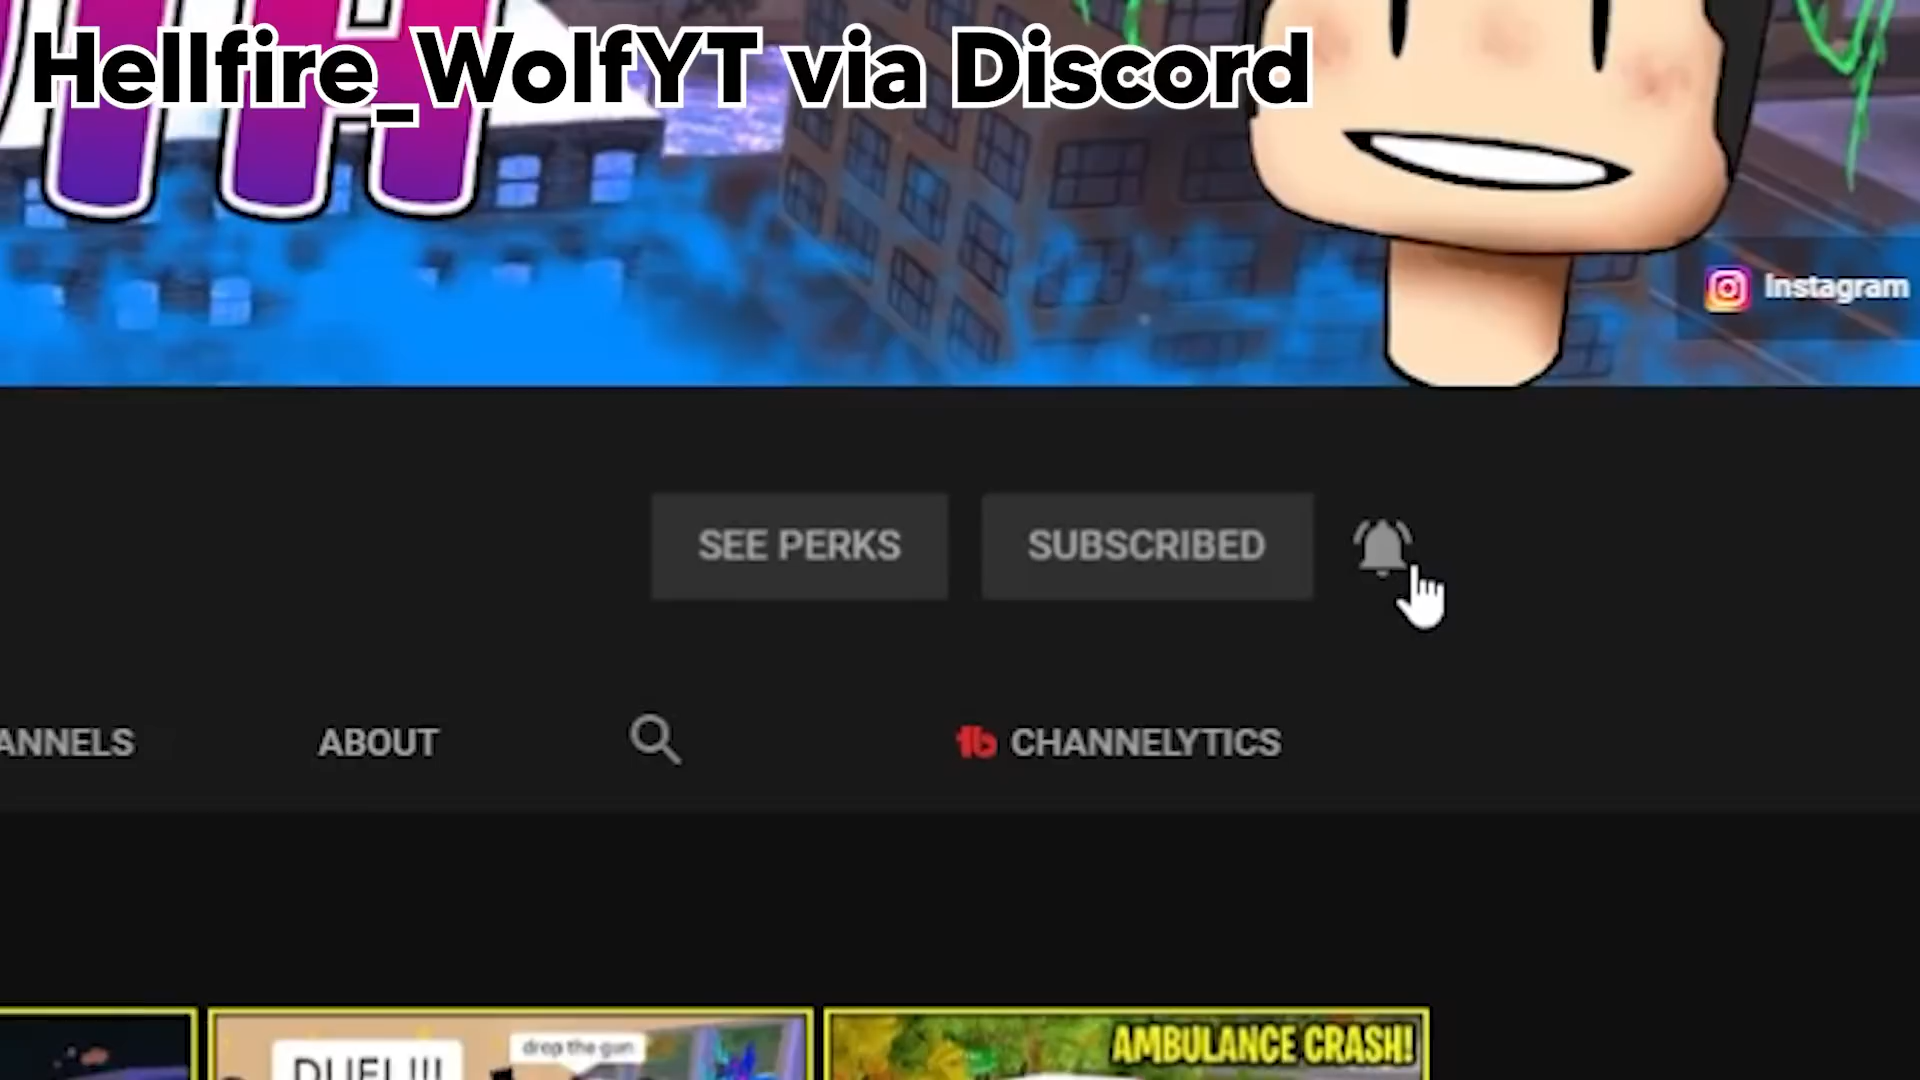 Hellfire_WolfYT via Discord
Instagram
SEE PERKS
SUBSCRIBED
ANNELS
ABOUT
CHANNELYTICS
DUEL!!!
drop the gun
AMBULANCE CRASH!